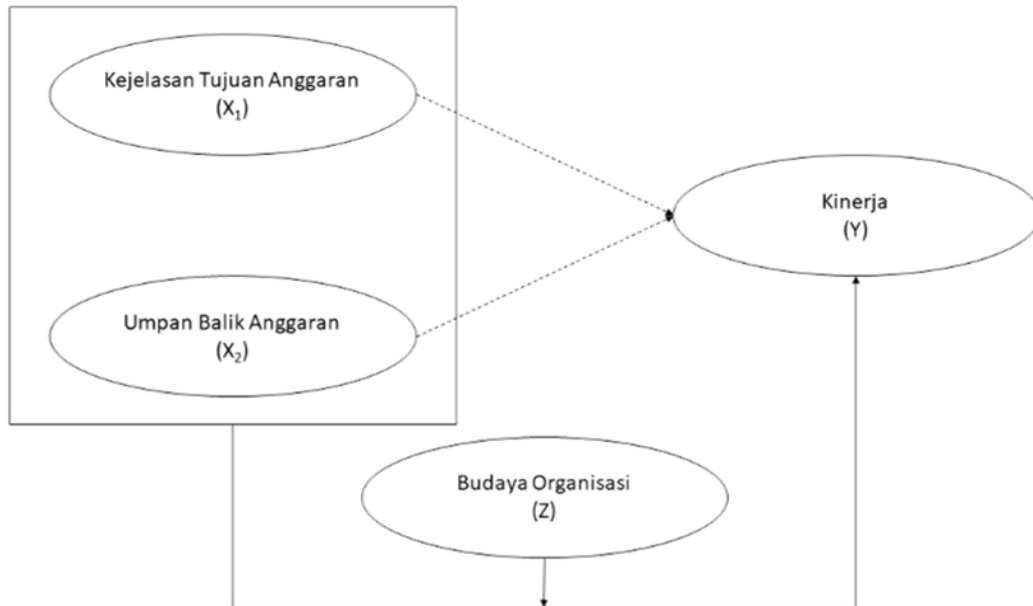 Kejelasan Tujuan Anggaran
(X₁)
Kinerja
(Y)
Umpan Balik Anggaran
(X₂)
Budaya Organisasi
(Z)